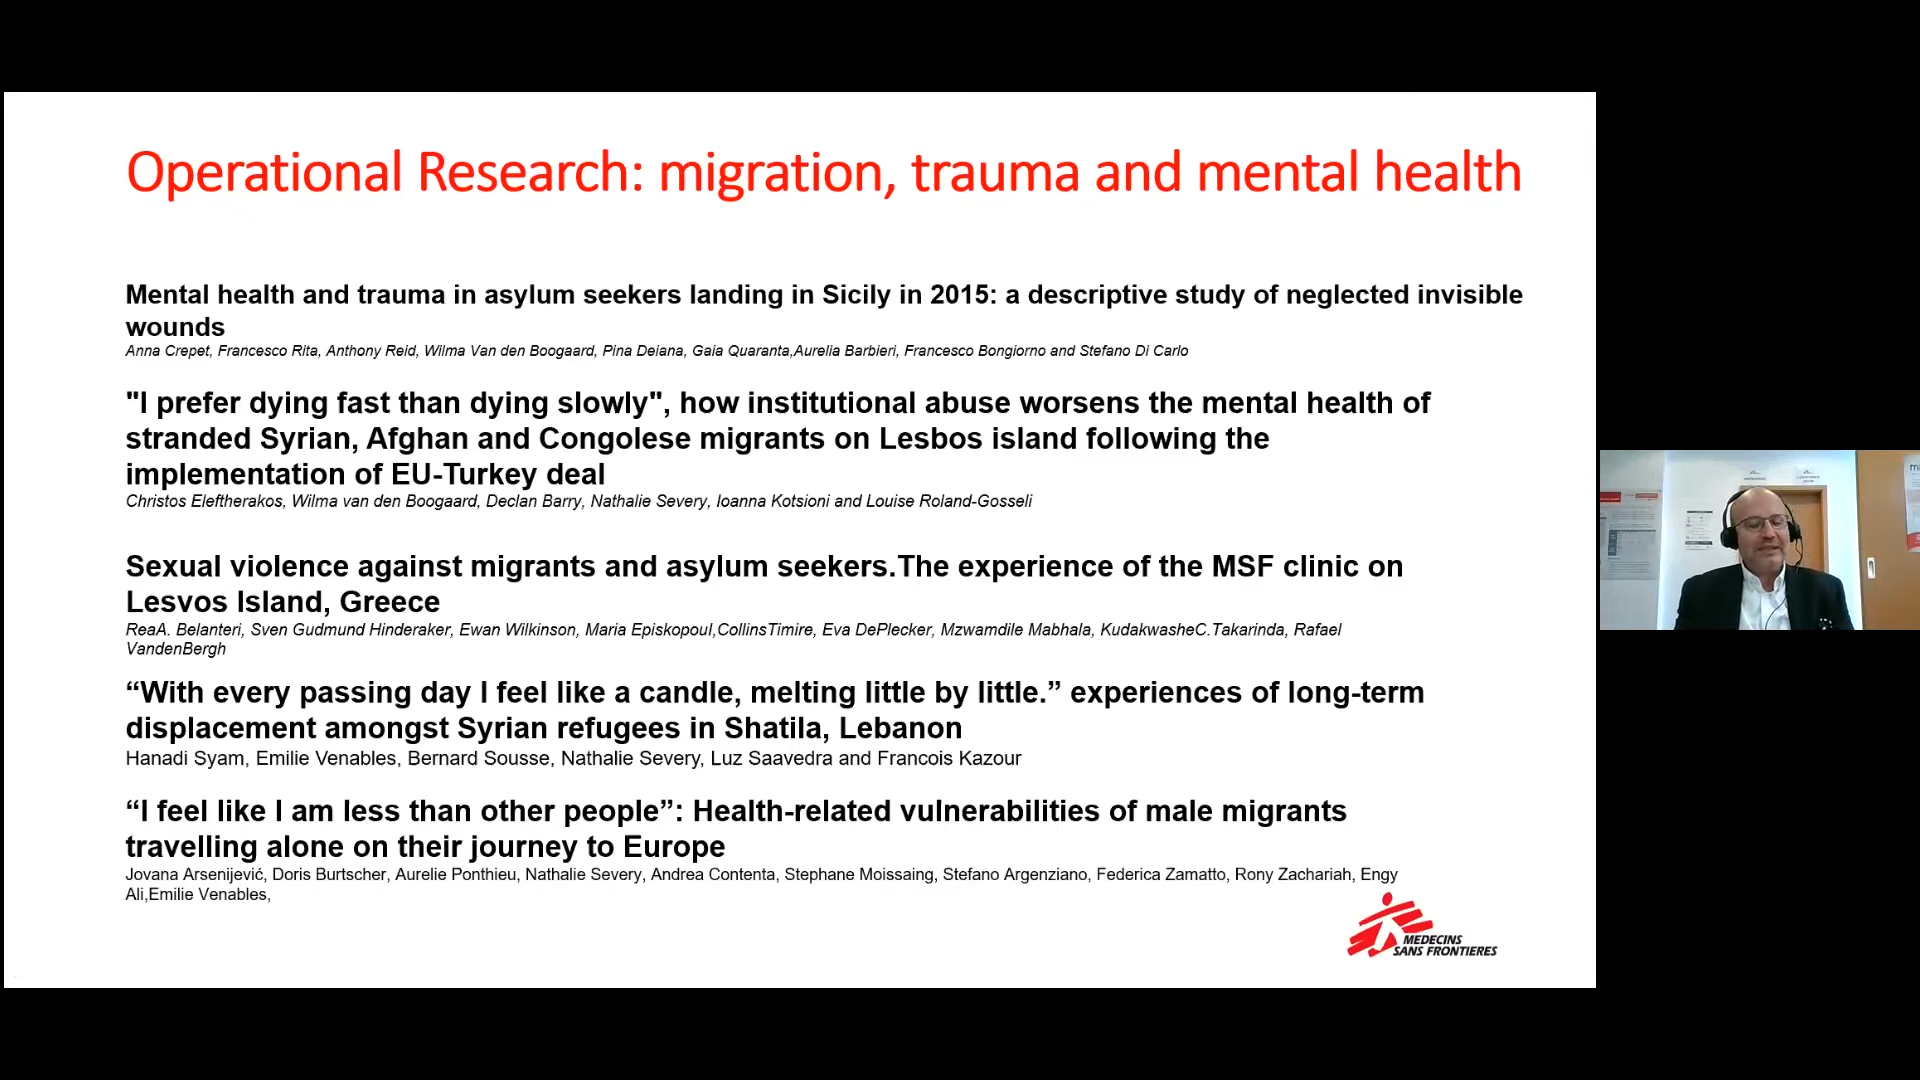 Operational Research: migration, trauma and mental health
Mental health and trauma in asylum seekers landing in Sicily in 2015: a descriptive study of neglected invisible
wounds
Anna Crepet, Francesco Rita, Anthony Reid, Wilma Van den Boogaard, Pina Deiana, Gaia Quaranta,Aurelia Barbieri, Francesco Bongiorno and Stefano Di Carlo
"I prefer dying fast than dying slowly", how institutional abuse worsens the mental health of
stranded Syrian, Afghan and Congolese migrants on Lesbos island following the
implementation of EU-Turkey deal
Christos Eleftherakos, Wilma van den Boogaard, Declan Barry, Nathalie Severy, Ioanna Kotsioni and Louise Roland-Gosseli
Sexual violence against migrants and asylum seekers.The experience of the MSF clinic on
Lesvos Island, Greece
ReaA. Belanteri, Sven Gudmund Hinderaker, Ewan Wilkinson, Maria Episkopoul,CollinsTimire, Eva DePlecker, Mzwamdile Mabhala, KudakwasheC.Takarinda, Rafael
VandenBergh
“With every passing day I feel like a candle, melting little by little.” experiences of long-term
displacement amongst Syrian refugees in Shatila, Lebanon
Hanadi Syam, Emilie Venables, Bernard Sousse, Nathalie Severy, Luz Saavedra and Francois Kazour
“I feel like I am less than other people”: Health-related vulnerabilities of male migrants
travelling alone on their journey to Europe
Jovana Arsenijević, Doris Burtscher, Aurelie Ponthieu, Nathalie Severy, Andrea Contenta, Stephane Moissaing, Stefano Argenziano, Federica Zamatto, Rony Zachariah, Engy
Ali,Emilie Venables,
MEDECINS
SANS FRONTIERES